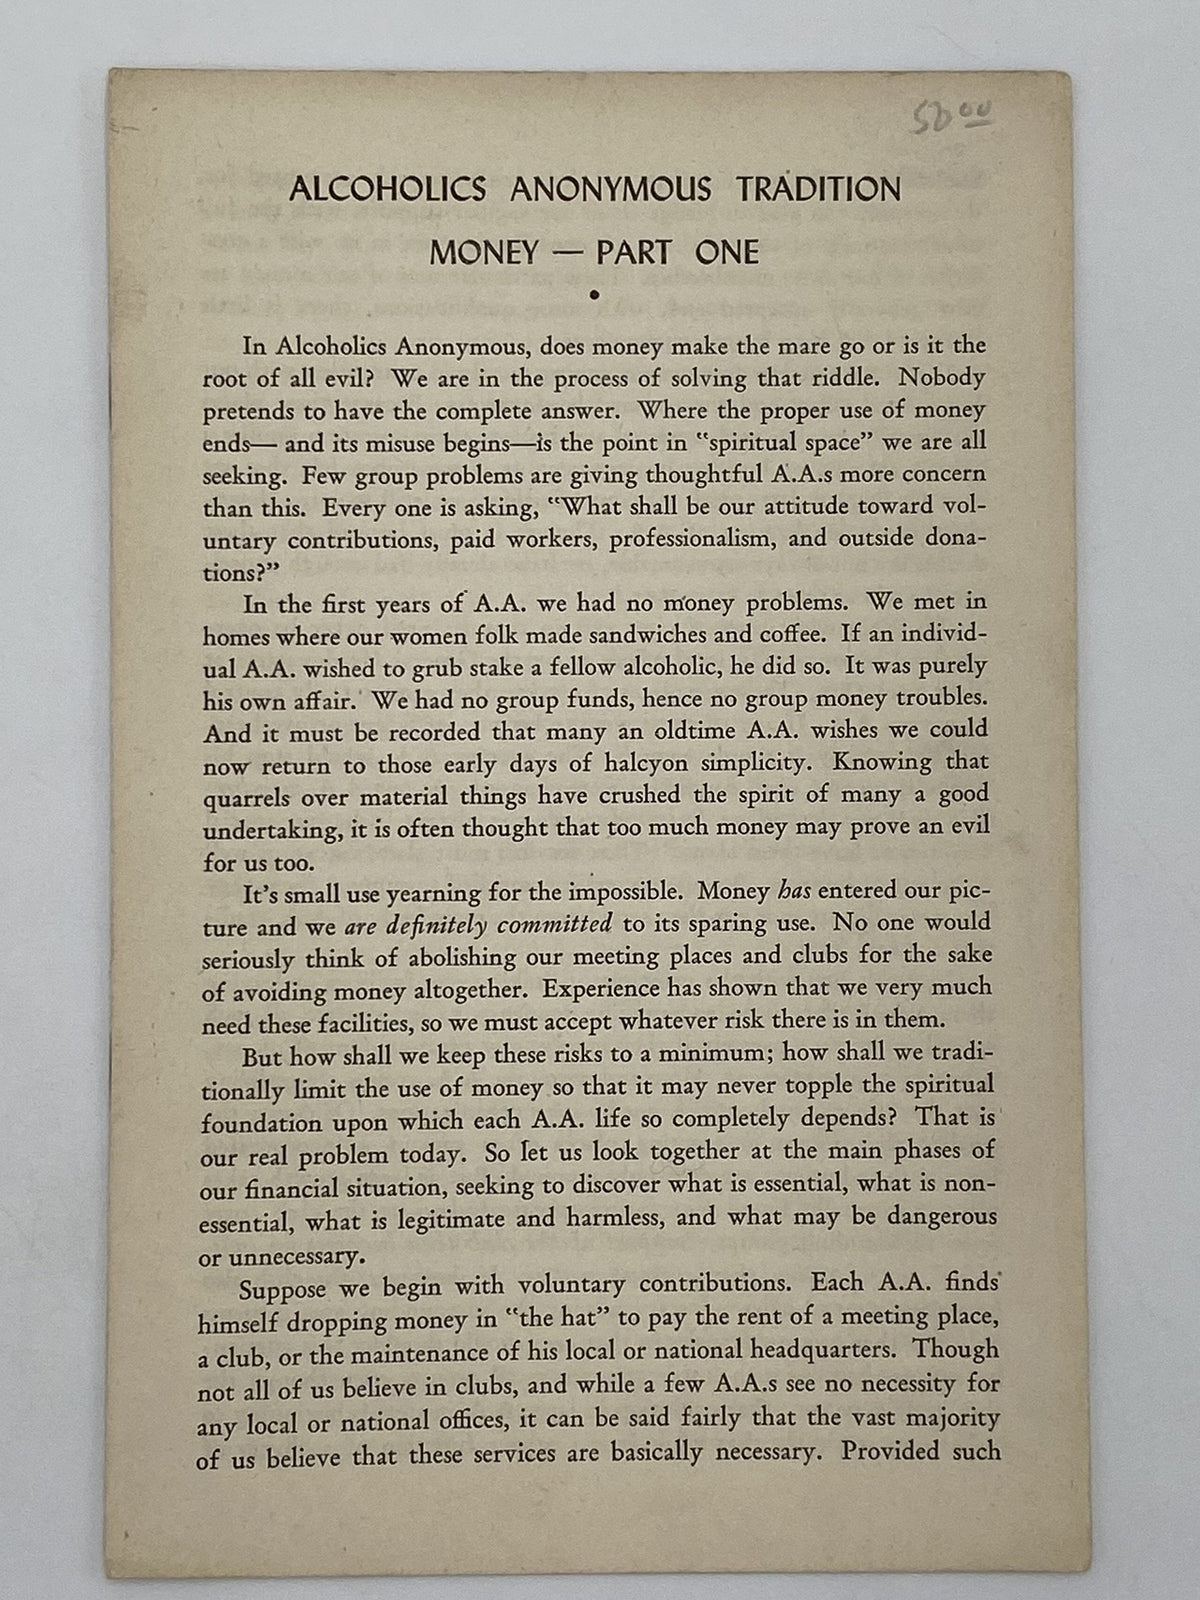 50 00
ALCOHOLICS ANONYMOUS TRADITION
MONEY — PART ONE
•
In Alcoholics Anonymous, does money make the mare go or is it the
root of all evil? We are in the process of solving that riddle. Nobody
pretends to have the complete answer. Where the proper use of money
ends— and its misuse begins—is the point in "spiritual space" we are all
seeking. Few group problems are giving thoughtful A.A.s more concern
than this. Every one is asking, "What shall be our attitude toward vol-
untary contributions, paid workers, professionalism, and outside dona-
tions?"
In the first years of A.A. we had no money problems. We met in
homes where our women folk made sandwiches and coffee. If an individ-
ual A.A. wished to grub stake a fellow alcoholic, he did so. It was purely
his own affair. We had no group funds, hence no group money troubles.
And it must be recorded that many an oldtime A.A. wishes we could
now return to those early days of halcyon simplicity. Knowing that
quarrels over material things have crushed the spirit of many a good
undertaking, it is often thought that too much money may prove an evil
for us too.
It's small use yearning for the impossible. Money has entered our pic-
ture and we are definitely committed to its sparing use. No one would
seriously think of abolishing our meeting places and clubs for the sake
of avoiding money altogether. Experience has shown that we very much
need these facilities, so we must accept whatever risk there is in them.
But how shall we keep these risks to a minimum; how shall we tradi-
tionally limit the use of money so that it may never topple the spiritual
foundation upon which each A.A. life so completely depends? That is
our real problem today. So let us look together at the main phases of
our financial situation, seeking to discover what is essential, what is non-
essential, what is legitimate and harmless, and what may be dangerous
or unnecessary.
Suppose we begin with voluntary contributions. Each A.A. finds
himself dropping money in "the hat" to pay the rent of a meeting place,
a club, or the maintenance of his local or national headquarters. Though
not all of us believe in clubs, and while a few A.A.s see no necessity for
any local or national offices, it can be said fairly that the vast majority
of us believe that these services are basically necessary. Provided such